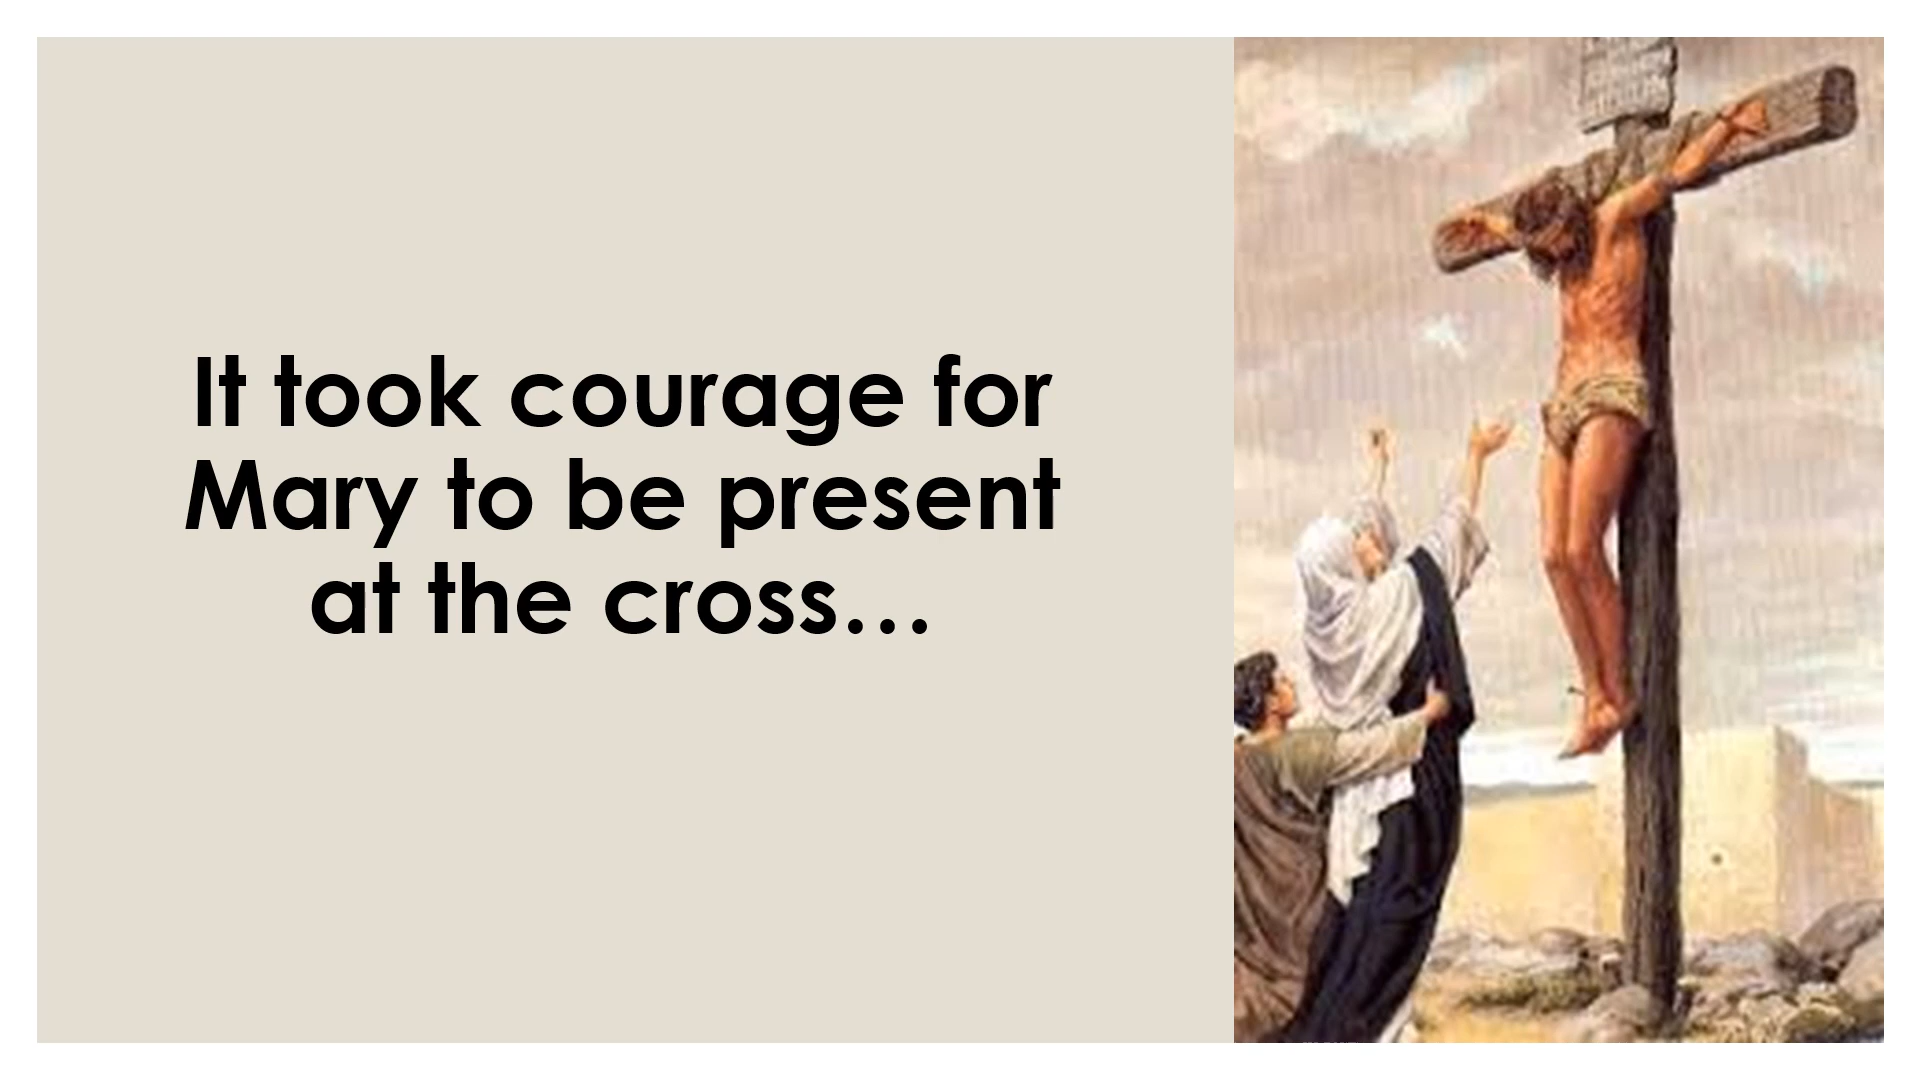 It took courage for
Mary to be present
at the cross…